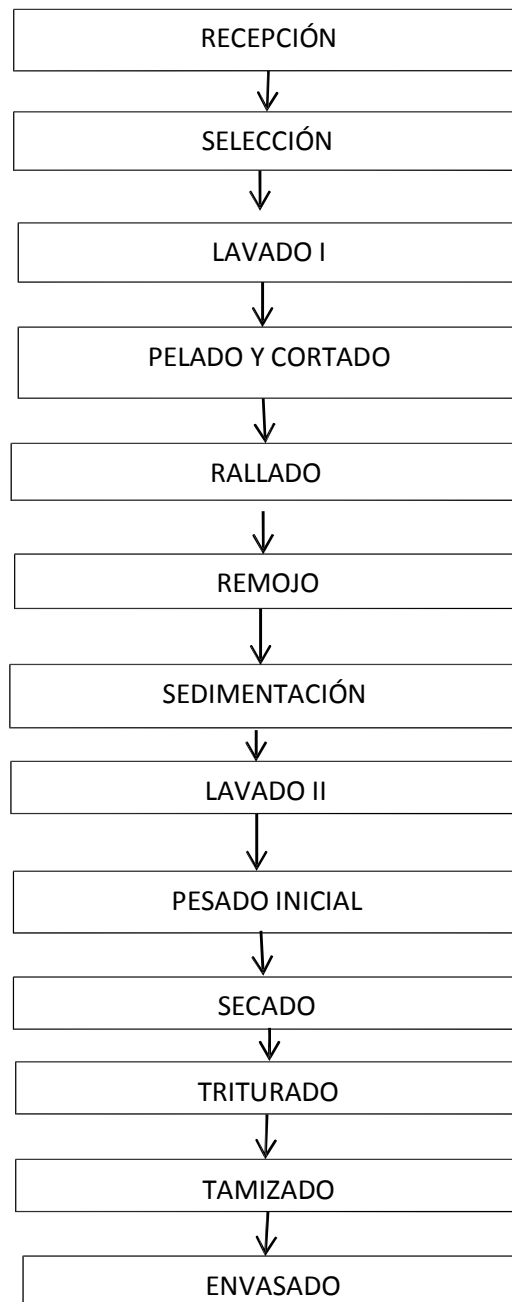 RECEPCIÓN
SELECCIÓN
LAVADO I
PELADO Y CORTADO
RALLADO
REMOJO
SEDIMENTACIÓN
LAVADO II
PESADO INICIAL
SECADO
TRITURADO
TAMIZADO
ENVASADO